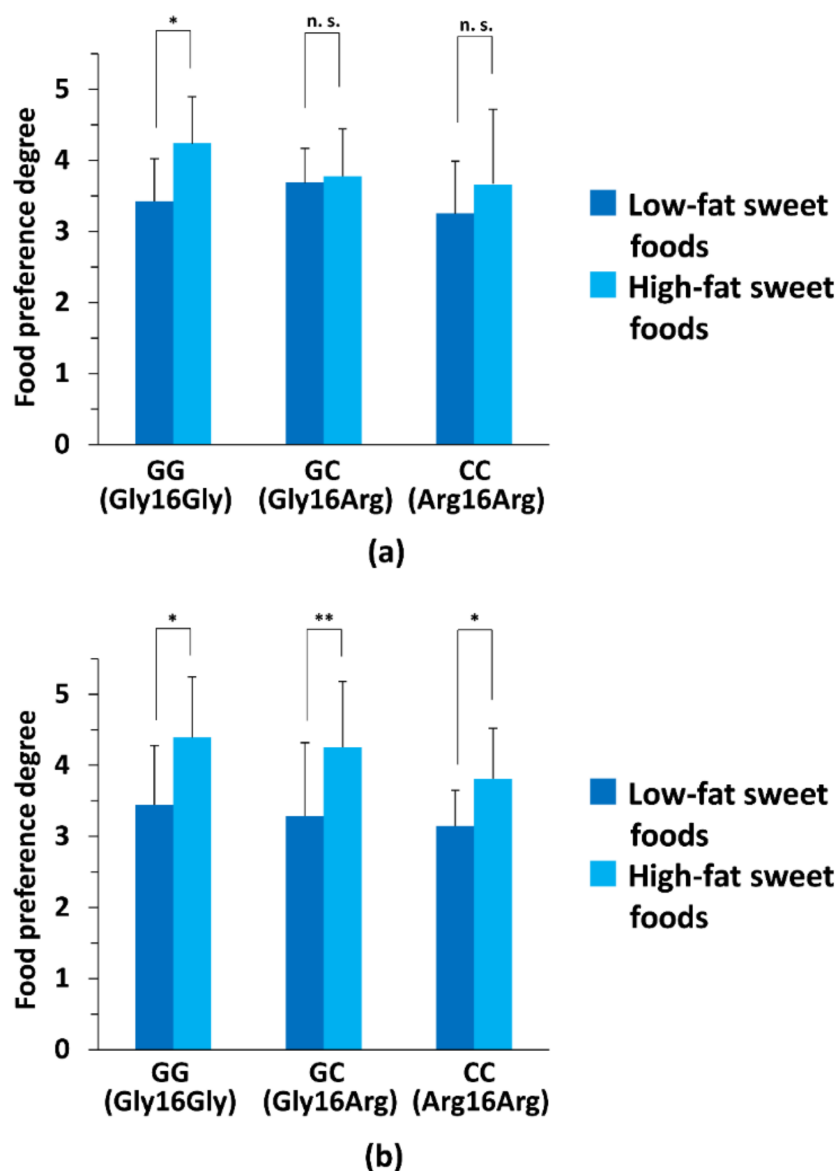 * n. s. n. s.
Food preference degree
5
4
3
2
1
0
Low-fat sweet
foods
High-fat sweet
foods
GG GC CC
(Gly16Gly) (Gly16Arg) (Arg16Arg)
(a)
* ** *
Food preference degree
5
4
3
2
1
0
Low-fat sweet
foods
High-fat sweet
foods
GG GC CC
(Gly16Gly) (Gly16Arg) (Arg16Arg)
(b)